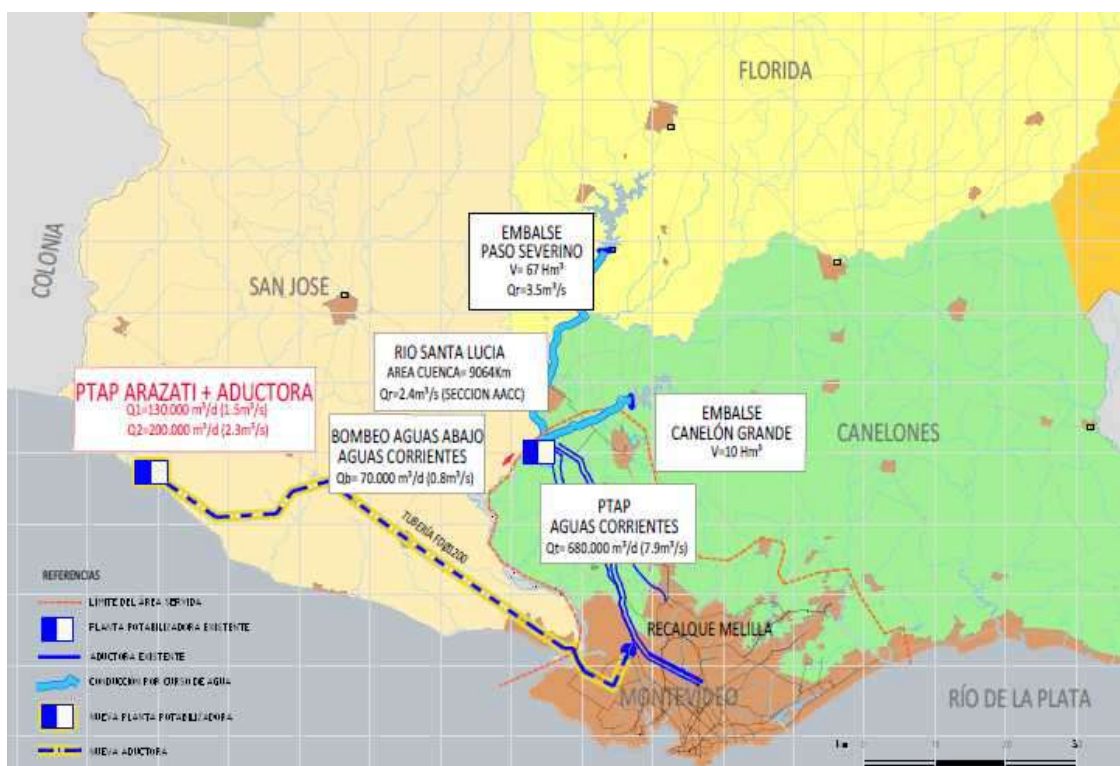 FLORIDA
COLONIA
SAN JOSE
EMBALSE
PASO SEVERINO
V= 67 Hm³
Qr=3.5m³/s
RIO SANTA LUCIA
AREA CUENCA= 9064Km
Qr=2.4m³/s (SECCION AACC)
PTAP ARAZATI + ADUCTORA
Q1=130.000 m³/d (1.5m³/s)
Q2=200.000 m³/d (2.3m³/s)
BOMBEO AGUAS ABAJO
AGUAS CORRIENTES
Qb= 70.000 m³/d (0.8m³/s)
EMBALSE
CANELÓN GRANDE
V=10 Hm³
CANELONES
PTAP
AGUAS CORRIENTES
Qt= 680.000 m³/d (7.9m³/s)
TUBERÍA FDØ1200
RECALQUE MELILLA
MONTEVIDEO
RÍO DE LA PLATA
REFERENCIAS
LIMITE DEL AREA SERVIDA
PLANTA POTABILIZADORA EXISTENTE
ADUCTORA EXISTENTE
CONDUCCION POR CURSO DE AGUA
NUEVA PLANTA POTABILIZADORA
NUEVA ADUCTORA